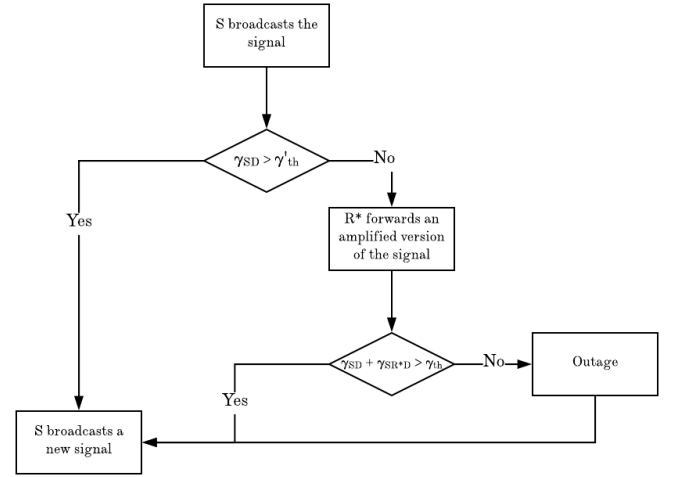 S broadcasts the
signal
γSD > γ'th
No
Yes
R* forwards an
amplified version
of the signal
γSD + γSR*D > γth
No
Outage
Yes
S broadcasts a
new signal